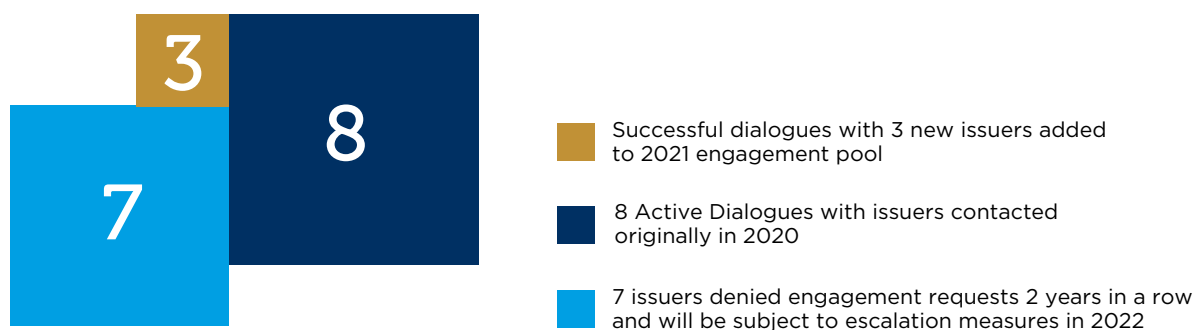 3
8
7
Successful dialogues with 3 new issuers added
to 2021 engagement pool
8 Active Dialogues with issuers contacted
originally in 2020
7 issuers denied engagement requests 2 years in a row
and will be subject to escalation measures in 2022